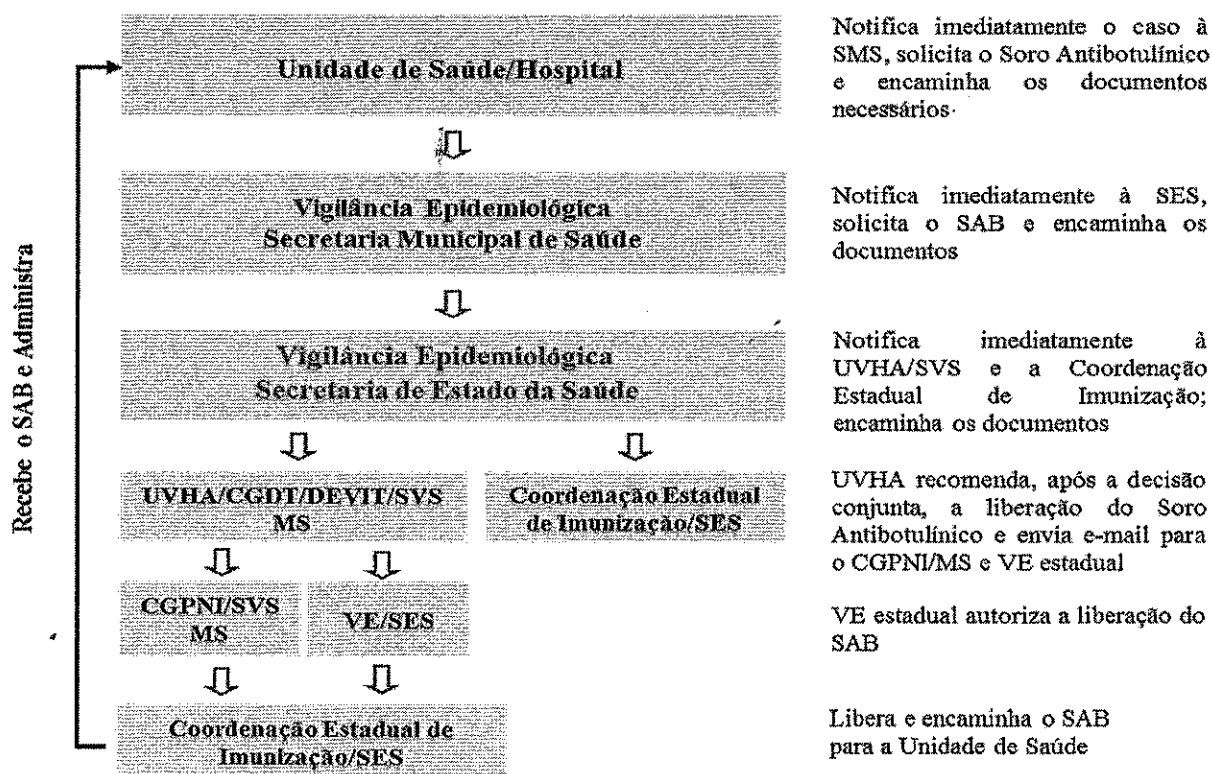 Unidade de Saúde/Hospital
Notifica imediatamente o caso à
SMS, solicita o Soro Antibotulínico
e encaminha os documentos
necessários
Vigilância Epidemiológica
Secretaria Municipal de Saúde
Notifica imediatamente à SES,
solicita o SAB e encaminha os
documentos
Vigilância Epidemiológica
Secretaria de Estado da Saúde
Notifica imediatamente à
UVHA/SVS e a Coordenação
Estadual de Imunização;
encaminha os documentos
UVHA/CGDT/DEVIT/SVS
MS
Coordenação Estadual
de Imunização/SES
UVHA recomenda, após a decisão
conjunta, a liberação do Soro
Antibotulínico e envia e-mail para
o CGPNI/MS e VE estadual
CGPNI/SVS
MS
VE/SES
VE estadual autoriza a liberação do
SAB
Coordenação Estadual de
Imunização/SES
Libera e encaminha o SAB
para a Unidade de Saúde
Recebe o SAB e Administra